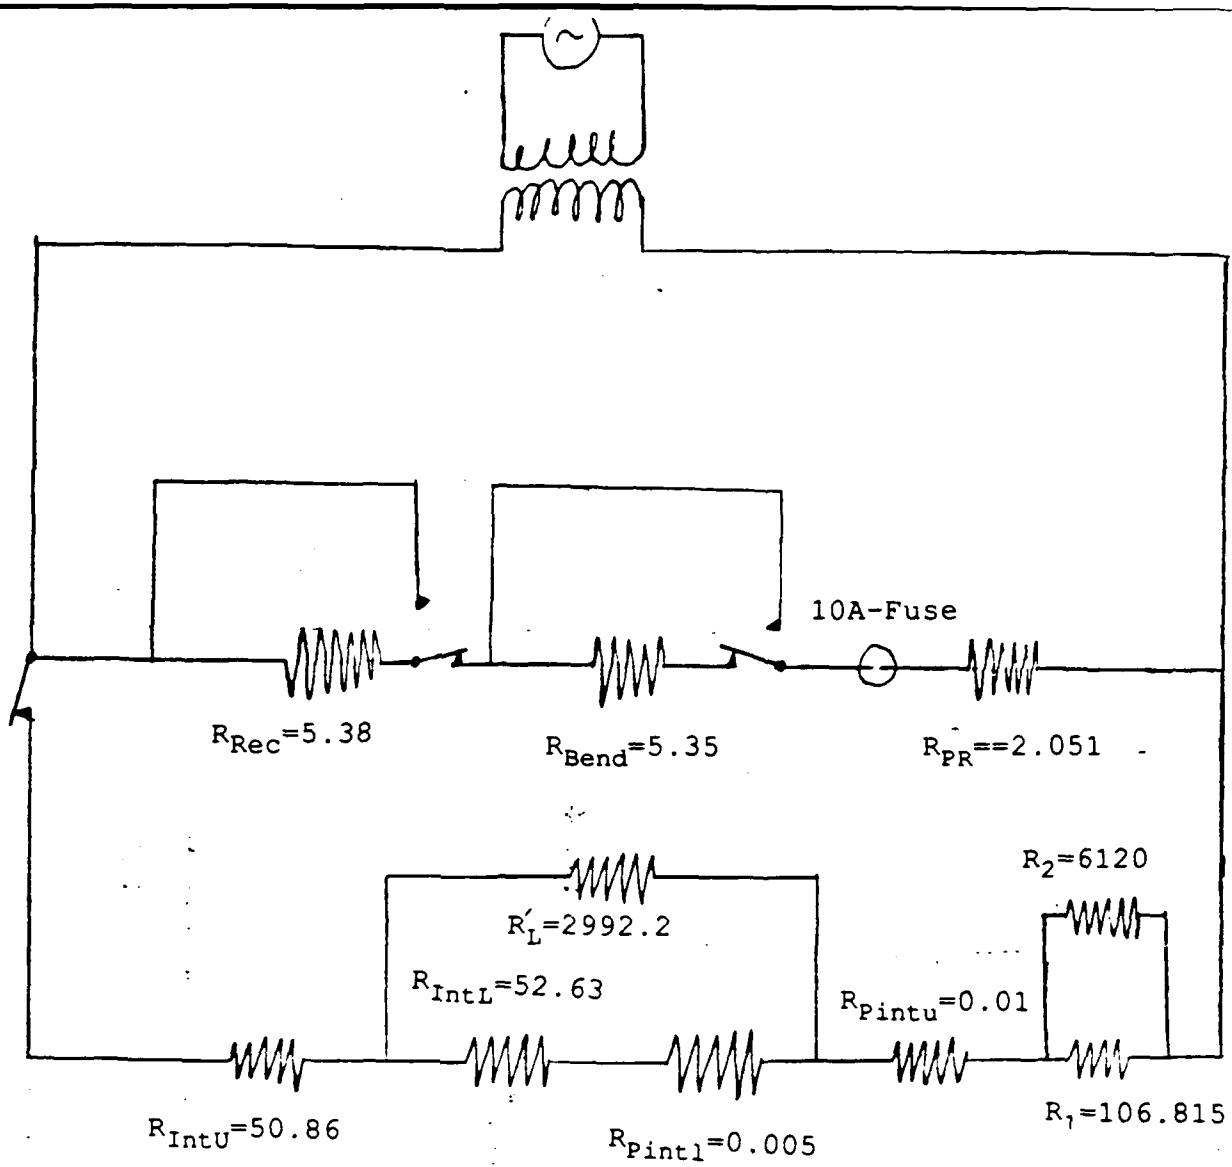 10A-Fuse
R_Rec=5.38
R_Bend=5.35
R_PR==2.051
R_2=6120
R'_L=2992.2
R_IntL=52.63
R_Pintu=0.01
R_IntU=50.86
R_Pintl=0.005
R_1=106.815